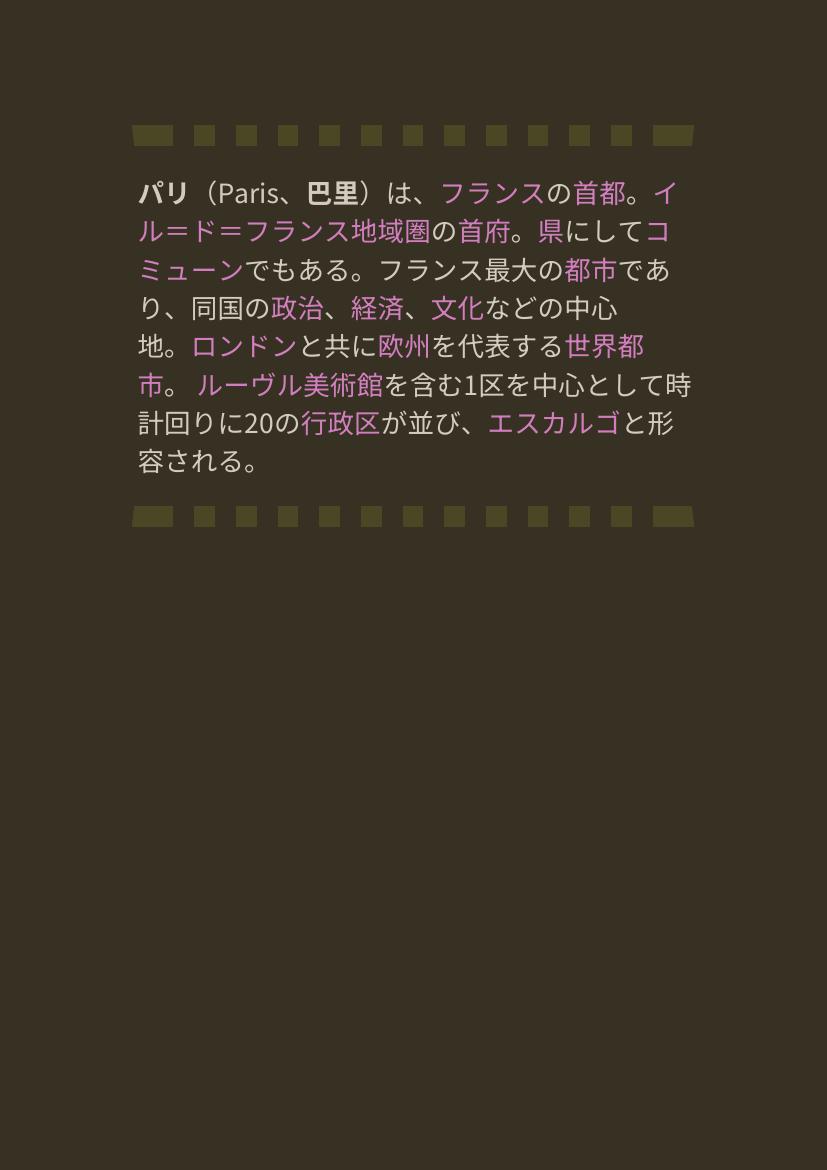 パリ（Paris、巴里）は、フランスの首都。イ
ル＝ド＝フランス地域圏の首府。県にしてコ
ミューンでもある。フランス最大の都市であ
り、同国の政治、経済、文化などの中心
地。ロンドンと共に欧州を代表する世界都
市。 ルーヴル美術館を含む1区を中心として時
計回りに20の行政区が並び、エスカルゴと形
容される。